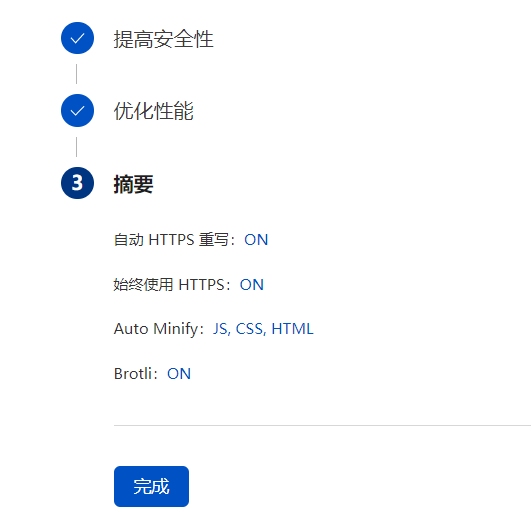 提高安全性
优化性能
3 摘要
自动 HTTPS 重写：ON
始终使用 HTTPS：ON
Auto Minify：JS, CSS, HTML
Brotli：ON
完成